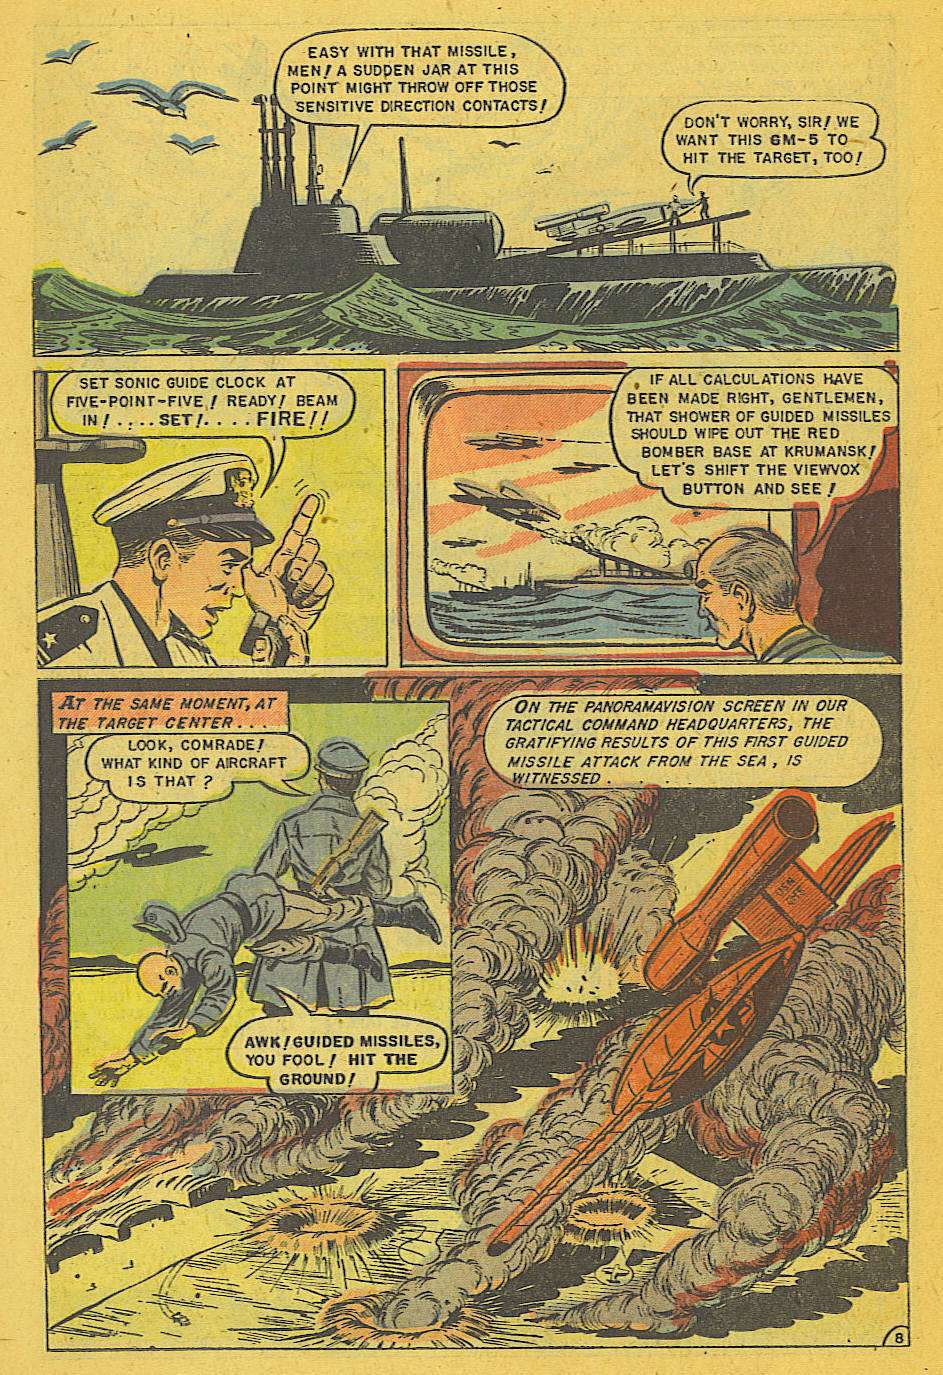 EASY WITH THAT MISSILE,
MEN! A SUDDEN JAR AT THIS
POINT MIGHT THROW OFF THOSE
SENSITIVE DIRECTION CONTACTS!
DON'T WORRY, SIR! WE
WANT THIS GM-5 TO
HIT THE TARGET, TOO!
SET SONIC GUIDE CLOCK AT
FIVE-POINT-FIVE! READY! BEAM
IN! . . . . SET! . . . . FIRE!!
IF ALL CALCULATIONS HAVE
BEEN MADE RIGHT, GENTLEMEN,
THAT SHOWER OF GUIDED MISSILES
SHOULD WIPE OUT THE RED
BOMBER BASE AT KRUMANSK!
LET'S SHIFT THE VIEWVOX
BUTTON AND SEE!
AT THE SAME MOMENT, AT
THE TARGET CENTER . . .
LOOK, COMRADE!
WHAT KIND OF AIRCRAFT
IS THAT?
AWK! GUIDED MISSILES,
YOU FOOL! HIT THE
GROUND!
ON THE PANORAMAVISION SCREEN IN OUR
TACTICAL COMMAND HEADQUARTERS, THE
GRATIFYING RESULTS OF THIS FIRST GUIDED
MISSILE ATTACK FROM THE SEA, IS
WITNESSED . . . . .
8